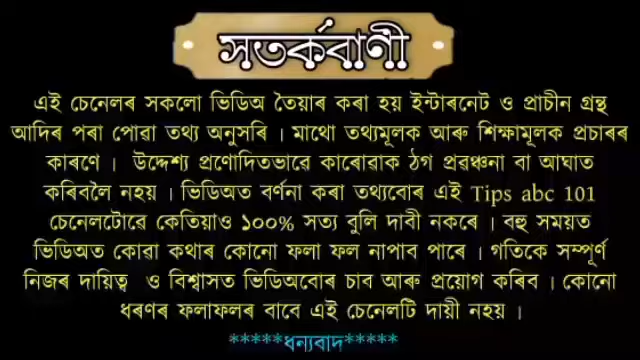 সতৰ্কবাণী
এই চেনেলৰ সকলো ভিডিঅ তৈয়াৰ কৰা হয় ইন্টাৰনেট ও প্ৰাচীন গ্ৰন্থ
আদিৰ পৰা পোৱা তথ্য অনুসৰি । মাথো তথ্যমূলক আৰু শিক্ষামূলক প্ৰচাৰৰ
কাৰণে । উদ্দেশ্য প্ৰণোদিতভাৱে কাৰোৱাক ঠগ প্ৰৱঞ্চনা বা আঘাত
কৰিবলৈ নহয় । ভিডিঅত বৰ্ণনা কৰা তথ্যবোৰ এই Tips abc 101
চেনেলটোৱে কেতিয়াও ১০০% সত্য বুলি দাবী নকৰে । বহু সময়ত
ভিডিঅত কোৱা কথাৰ কোনো ফলা ফল নাপাব পাৰে । গতিকে সম্পূৰ্ণ
নিজৰ দায়িত্ব ও বিশ্বাসত ভিডিঅবোৰ চাব আৰু প্ৰয়োগ কৰিব । কোনো
ধৰণৰ ফলাফলৰ বাবে এই চেনেলটি দায়ী নহয় ।
*****ধন্যবাদ*****